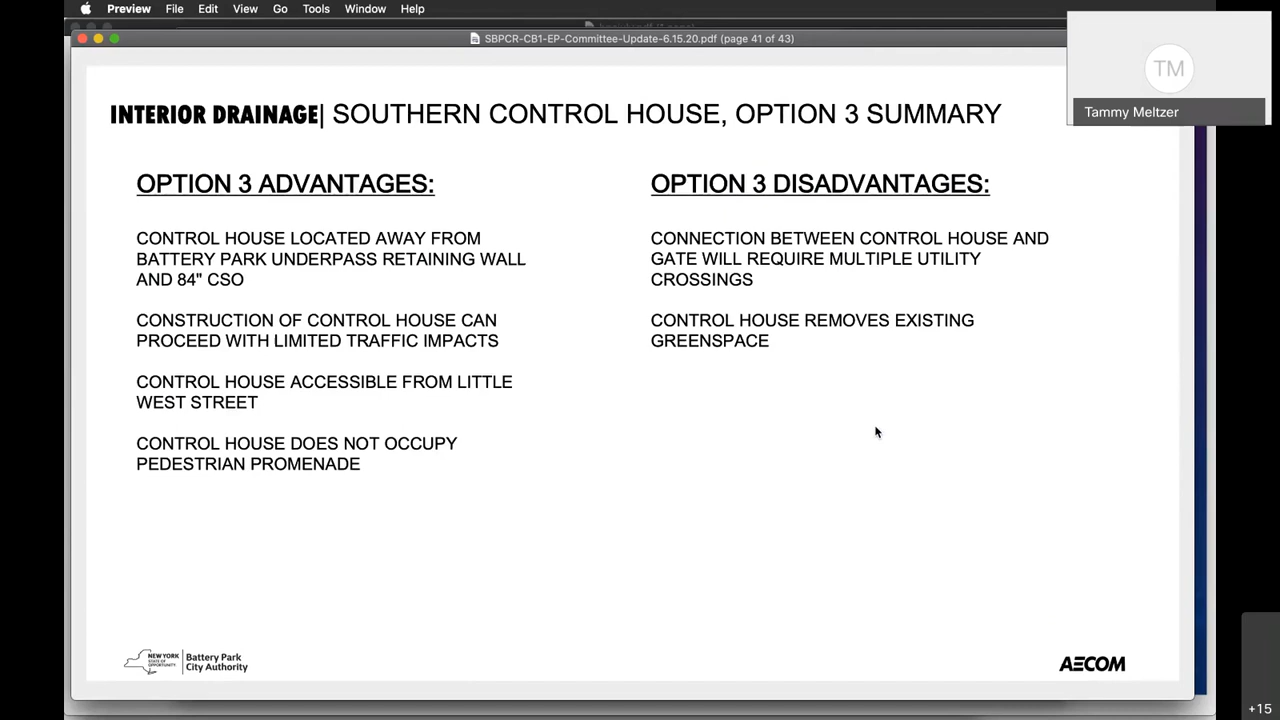 Preview File Edit View Go Tools Window Help
SBPCR-CB1-EP-Committee-Update-6.15.20.pdf (page 41 of 43)
TM
Tammy Meltzer
INTERIOR DRAINAGE| SOUTHERN CONTROL HOUSE, OPTION 3 SUMMARY
OPTION 3 ADVANTAGES:
CONTROL HOUSE LOCATED AWAY FROM
BATTERY PARK UNDERPASS RETAINING WALL
AND 84" CSO
CONSTRUCTION OF CONTROL HOUSE CAN
PROCEED WITH LIMITED TRAFFIC IMPACTS
CONTROL HOUSE ACCESSIBLE FROM LITTLE
WEST STREET
CONTROL HOUSE DOES NOT OCCUPY
PEDESTRIAN PROMENADE
OPTION 3 DISADVANTAGES:
CONNECTION BETWEEN CONTROL HOUSE AND
GATE WILL REQUIRE MULTIPLE UTILITY
CROSSINGS
CONTROL HOUSE REMOVES EXISTING
GREENSPACE
NEW YORK
STATE OF
OPPORTUNITY
Battery Park
City Authority
AECOM
+15